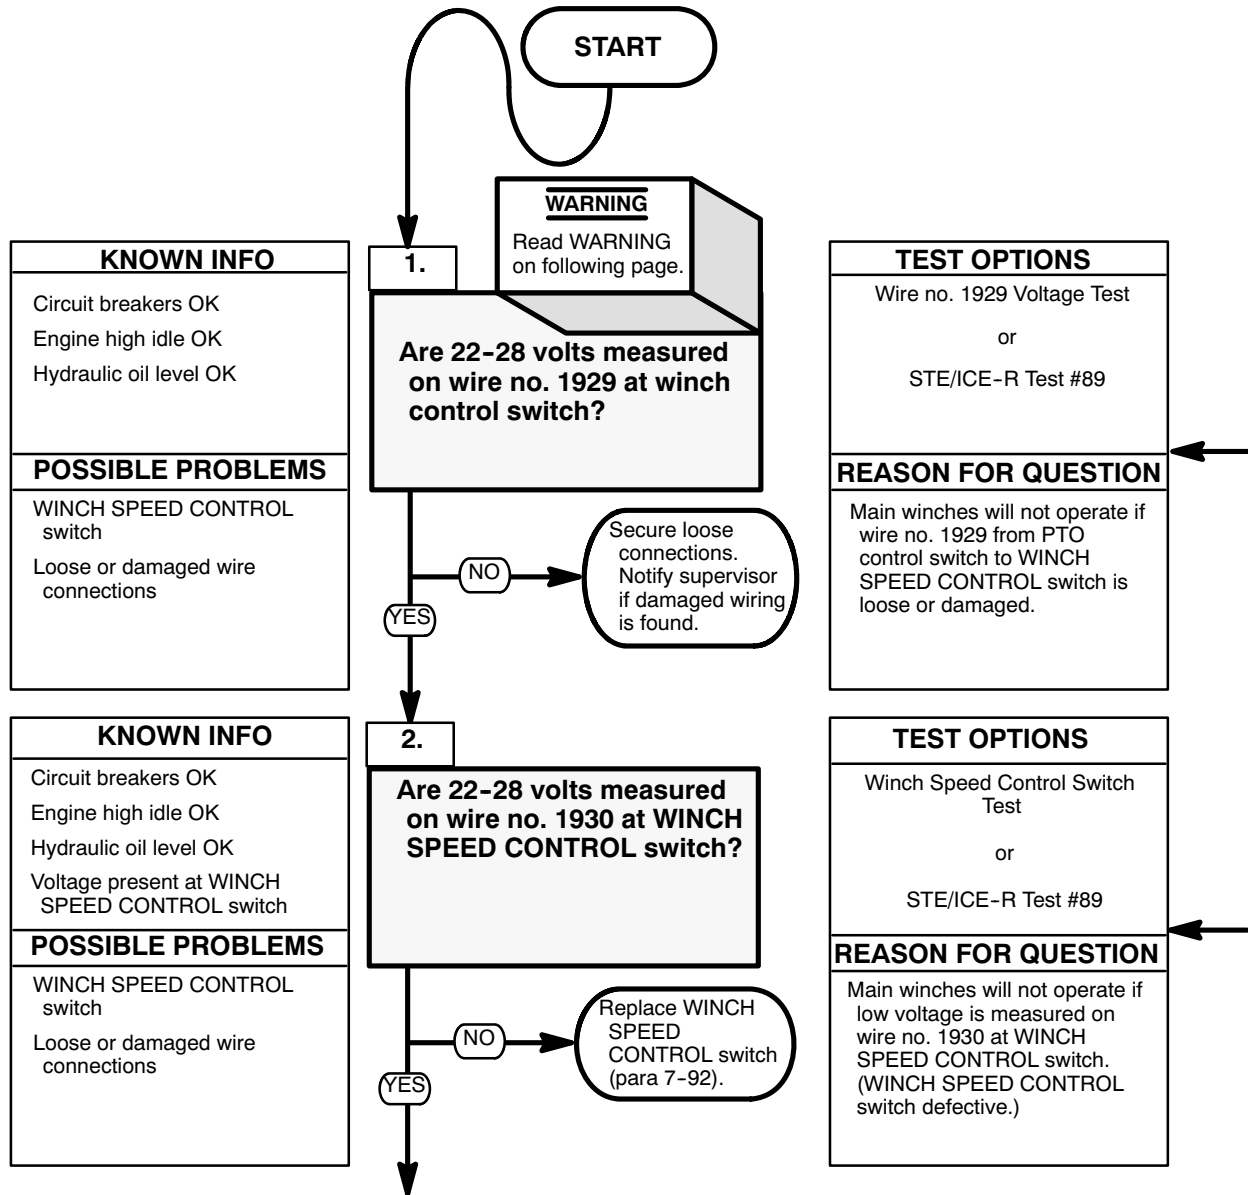 START
WARNING
Read WARNING
on following page.
KNOWN INFO
Circuit breakers OK
Engine high idle OK
Hydraulic oil level OK
POSSIBLE PROBLEMS
WINCH SPEED CONTROL
switch
Loose or damaged wire
connections
1.
Are 22-28 volts measured
on wire no. 1929 at winch
control switch?
NO
Secure loose
connections.
Notify supervisor
if damaged wiring
is found.
YES
TEST OPTIONS
Wire no. 1929 Voltage Test
or
STE/ICE-R Test #89
REASON FOR QUESTION
Main winches will not operate if
wire no. 1929 from PTO
control switch to WINCH
SPEED CONTROL switch is
loose or damaged.
KNOWN INFO
Circuit breakers OK
Engine high idle OK
Hydraulic oil level OK
Voltage present at WINCH
SPEED CONTROL switch
POSSIBLE PROBLEMS
WINCH SPEED CONTROL
switch
Loose or damaged wire
connections
2.
Are 22-28 volts measured
on wire no. 1930 at WINCH
SPEED CONTROL switch?
NO
Replace WINCH
SPEED
CONTROL switch
(para 7-92).
YES
TEST OPTIONS
Winch Speed Control Switch
Test
or
STE/ICE-R Test #89
REASON FOR QUESTION
Main winches will not operate if
low voltage is measured on
wire no. 1930 at WINCH
SPEED CONTROL switch.
(WINCH SPEED CONTROL
switch defective.)